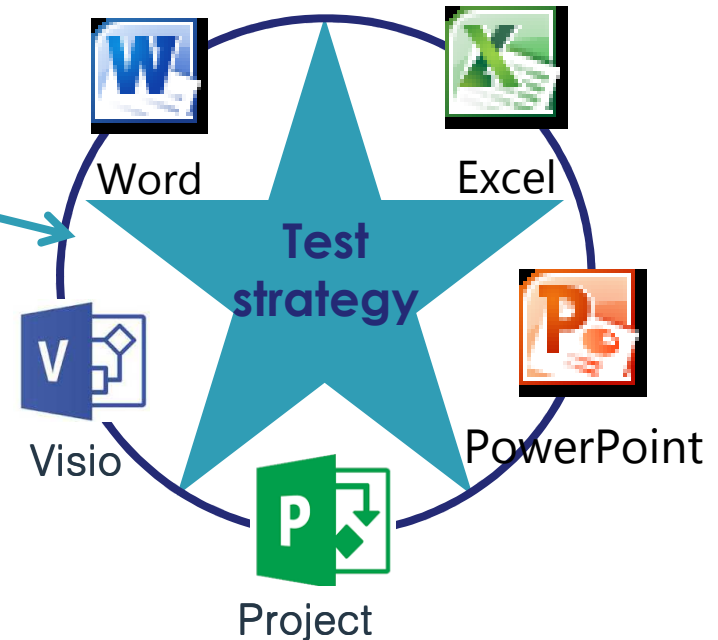 W
X
Word
Excel
Test
strategy
P
V
Visio
PowerPoint
P
Project